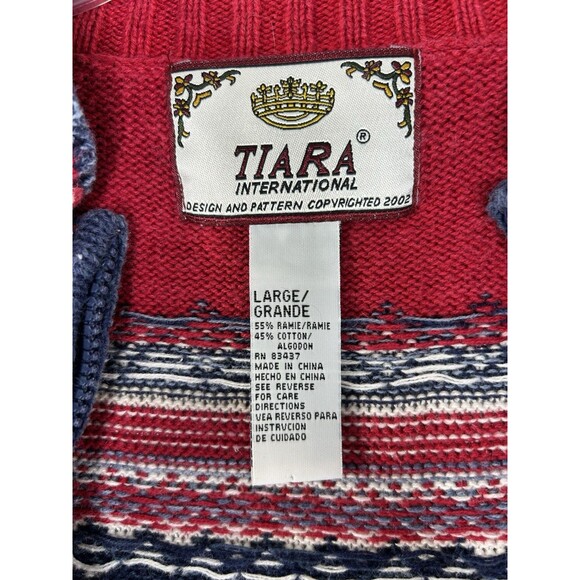 TIARA®
INTERNATIONAL
DESIGN AND PATTERN COPYRIGHTED 2002
LARGE/
GRANDE
55% RAMIE/RAMIE
45% COTTON/
ALGODON
RN 83437
MADE IN CHINA
HECHO EN CHINA
SEE REVERSE
FOR CARE
DIRECTIONS
VEA REVERSO PARA
INSTRVCION
DE CUIDADO